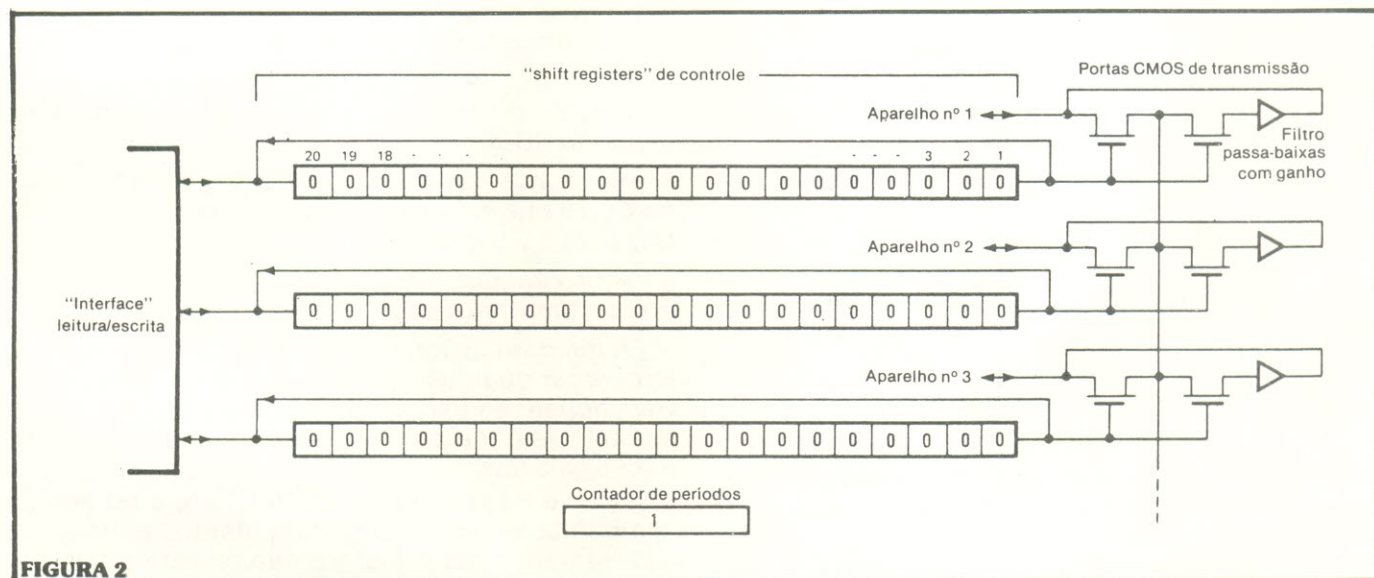 "shift registers" de controle
Portas CMOS de transmissão
Aparelho nº 1
Filtro
passa-baixas
com ganho
20 19 18 - - - - - - 3 2 1
0 0 0 0 0 0 0 0 0 0 0 0 0 0 0 0 0 0 0 0
Aparelho nº 2
0 0 0 0 0 0 0 0 0 0 0 0 0 0 0 0 0 0 0 0
"Interface"
leitura/escrita
Aparelho nº 3
0 0 0 0 0 0 0 0 0 0 0 0 0 0 0 0 0 0 0 0
Contador de períodos
1
FIGURA 2